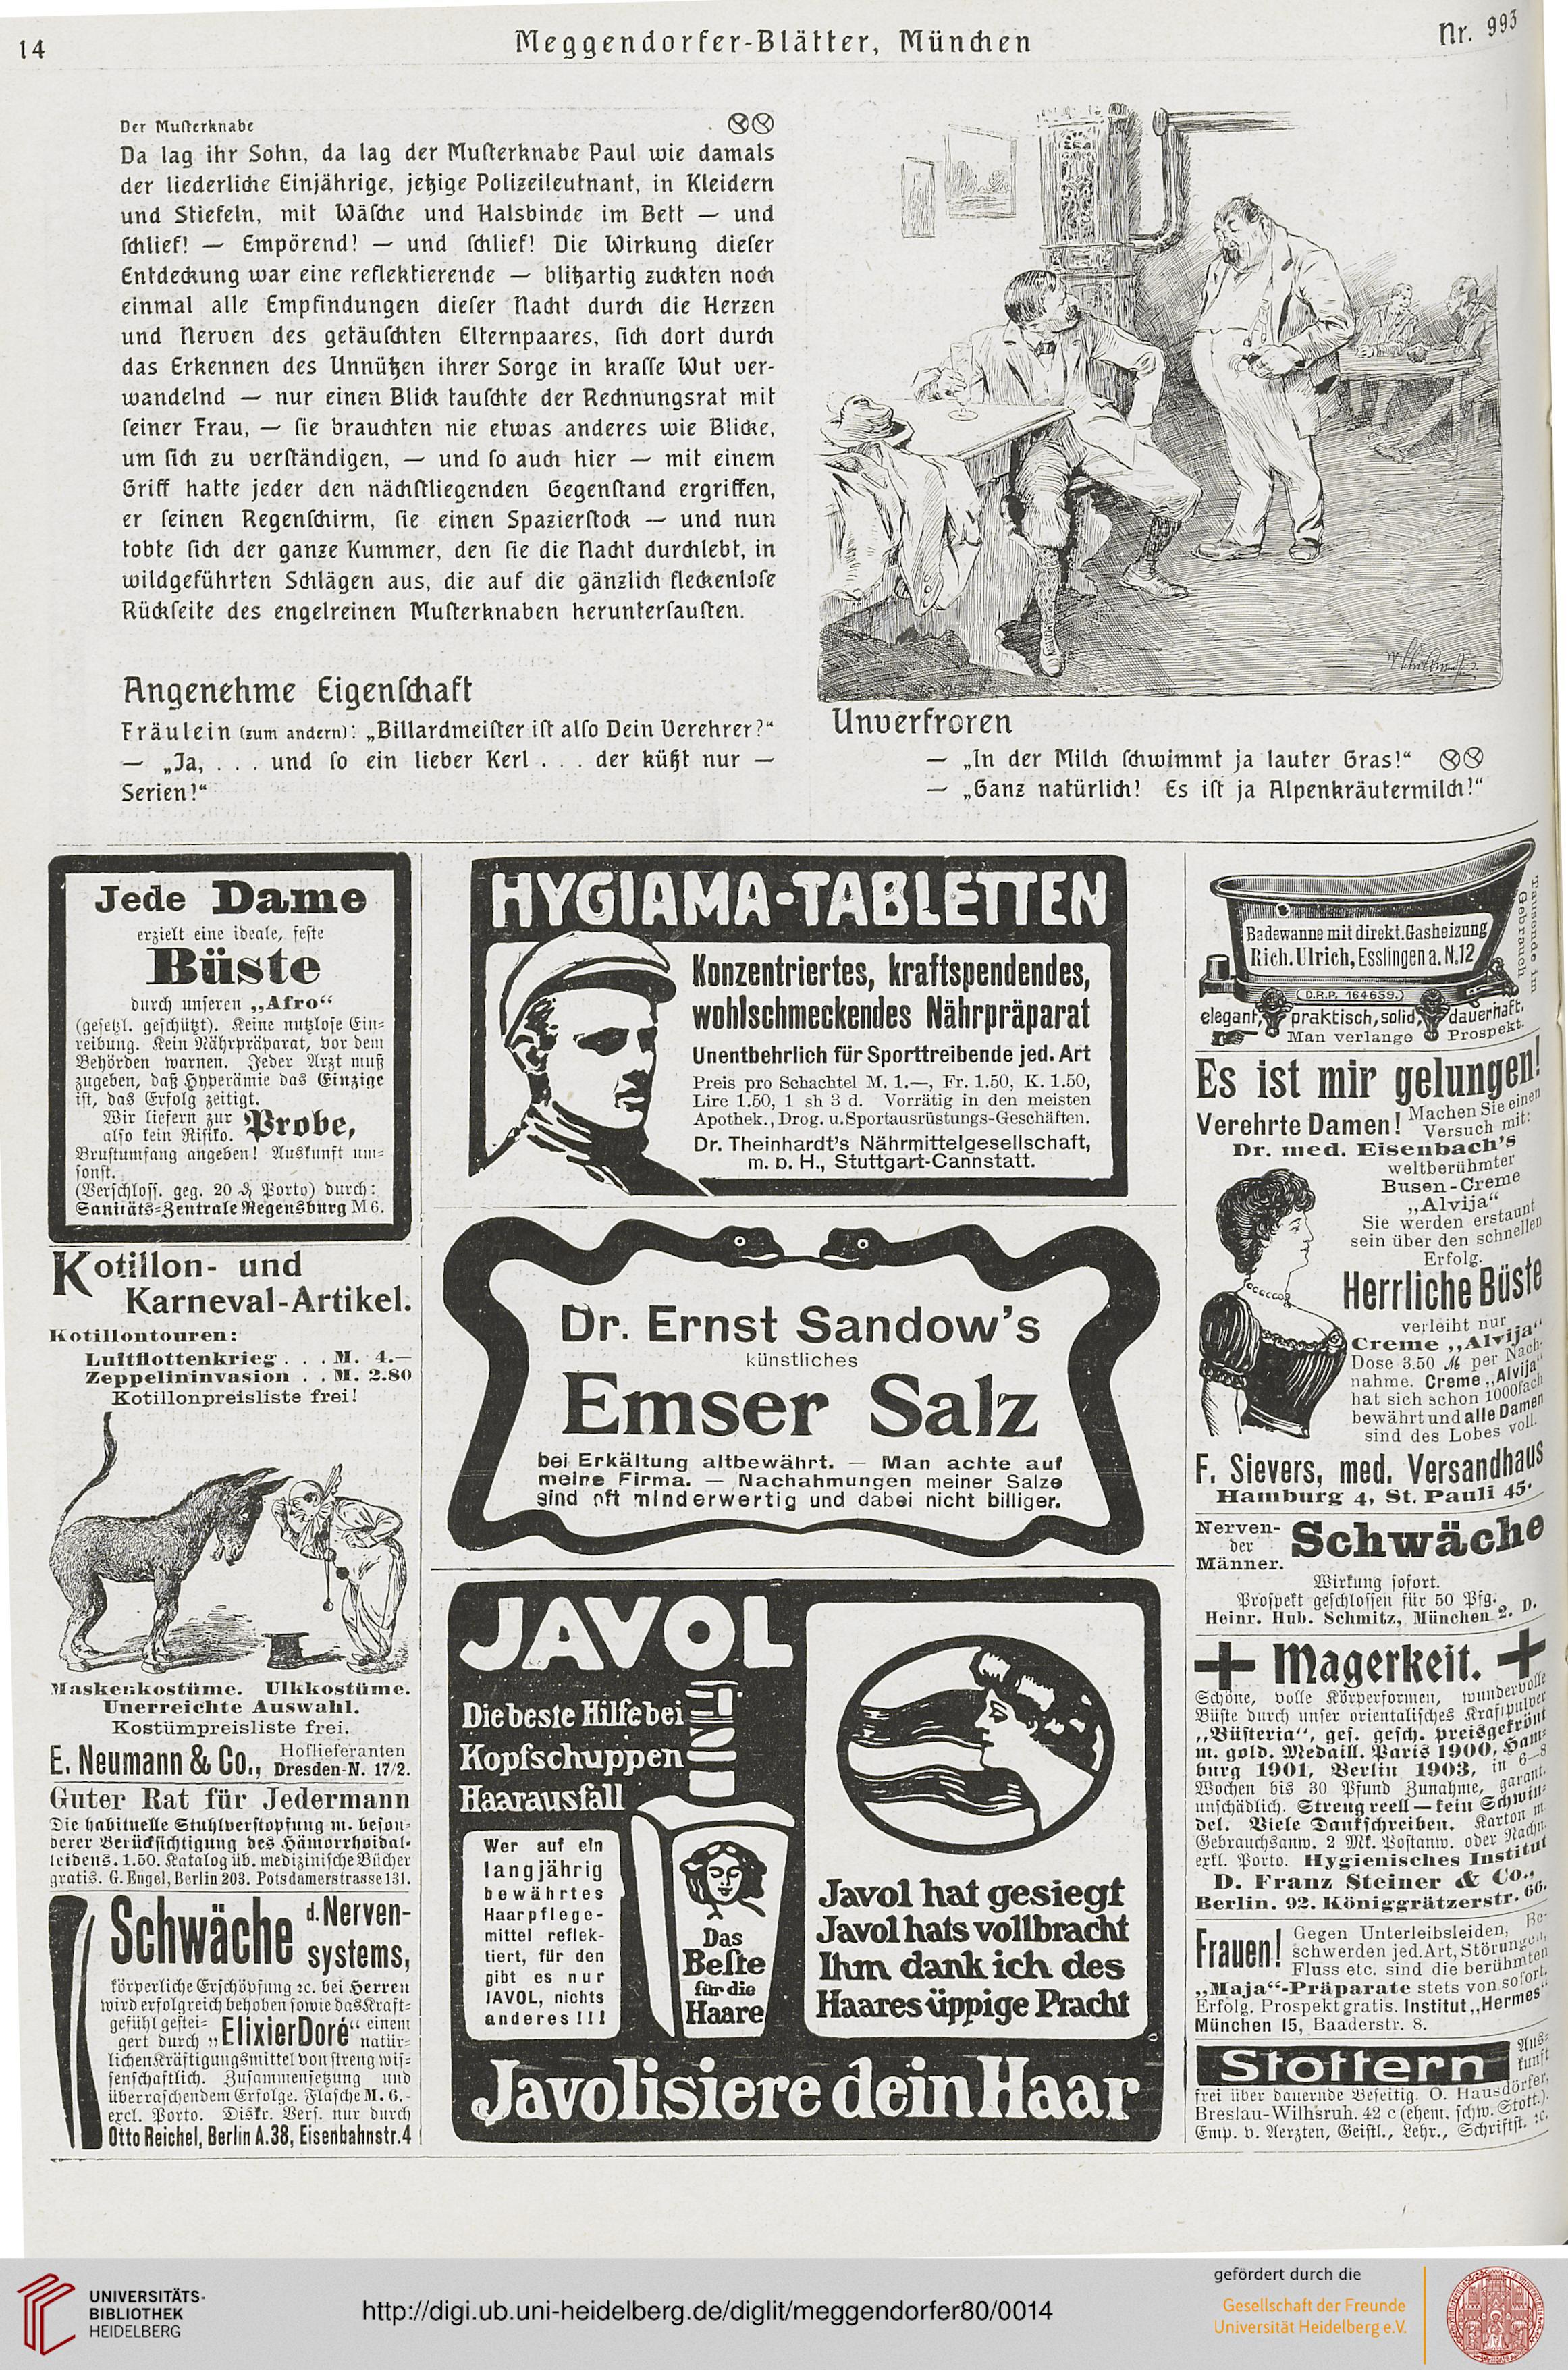 14
Meggendorfer-Blätter, München
Nr. 993
Der Muſterknabe
Da lag ihr Sohn, da lag der Muſterknabe Paul wie damals
der liederliche Einjährige, jetzige Polizeileutnant, in Kleidern
und Stiefeln, mit Wäſche und Halsbinde im Bett — und
ſchlief! — Empörend! — und ſchlief! Die Wirkung dieſer
Entdeckung war eine reflektierende — blitzartig zuckten noch
einmal alle Empfindungen dieſer Nacht durch die Herzen
und Nerven des getäuſchten Elternpaares, ſich dort durch
das Erkennen des Unnützen ihrer Sorge in kraſſe Wut ver-
wandelnd — nur einen Blick tauſchte der Rechnungsrat mit
ſeiner Frau, — ſie brauchten nie etwas anderes wie Blicke,
um ſich zu verſtändigen, — und ſo auch hier — mit einem
Griff hatte jeder den nächſtliegenden Gegenſtand ergriffen,
er ſeinen Regenſchirm, ſie einen Spazierſtock — und nun
tobte ſich der ganze Kummer, den ſie die Nacht durchlebt, in
wildgeführten Schlägen aus, die auf die gänzlich fleckenloſe
Rückſeite des engelreinen Muſterknaben herunterſauſten.
Angenehme Eigenſchaft
Fräulein (zum andern): „Billardmeiſter iſt alſo Dein Verehrer?“
— „Ja, . . . und ſo ein lieber Kerl . . . der küßt nur —
Serien!“
Unverfroren
— „In der Milch ſchwimmt ja lauter Gras!“
— „Ganz natürlich! Es iſt ja Alpenkräutermilch!“
Jede Dame
erzielt eine ideale, feſte
Büste
durch unſeren „Afro“
(geſetzl. geſchützt). Keine nutzloſe Ein-
reibung. Kein Nährpräparat, vor dem
Behörden warnen. Jeder Arzt muß
zugeben, daß Hyperämie das Einzige
iſt, das Erfolg zeitigt.
Wir liefern zur
alſo kein Riſiko. Probe,
Bruſtumfang angeben! Auskunft um-
ſonſt.
(Verſchloſſ. geg. 20 ₰ Porto) durch:
Sanitäts-Zentrale Regensburg M 6.
Kotillon- und
Karneval-Artikel.
Kotillontouren:
Luftflottenkrieg . . . M. 4.—
Zeppelininvasion . . M. 2.80
Kotillonpreisliste frei!
Maskenkostüme. Ulkkostüme.
Unerreichte Auswahl.
Kostümpreisliste frei.
E. Neumann & Co., Hoflieferanten
Dresden-N. 17/2.
Guter Rat für Jedermann
Die habituelle Stuhlverſtopfung m. beſon-
derer Berückſichtigung des Hämorrhoidal-
leidens. 1.50. Katalog üb. mediziniſche Bücher
gratis. G. Engel, Berlin 203. Potsdamerstrasse 131.
Schwäche d. Nerven-
systems,
körperliche Erſchöpfung ꝛc. bei Herren
wird erfolgreich behoben ſowie das Kraft-
gefühl geſtei- „Elixier Doré“ einem
gert durch natür-
lichen Kräftigungsmittel von ſtreng wiſ-
ſenſchaftlich. Zuſammenſetzung und
überraſchendem Erfolge. Flaſche M. 6.-
excl. Porto. Diskr. Verſ. nur durch
Otto Reichel, Berlin A.38, Eisenbahnstr.4
HYGIAMA-TABLETTEN
Konzentriertes, kraftspendendes,
wohlschmeckendes Nährpräparat
Unentbehrlich für Sporttreibende jed. Art
Preis pro Schachtel M. 1.—, Fr. 1.50, K. 1.50,
Lire 1.50, 1 sh 3 d. Vorrätig in den meisten
Apothek., Drog. u. Sportausrüstungs-Geschäften.
Dr. Theinhardt's Nährmittelgesellschaft,
m. b. H., Stuttgart-Cannstatt.
Dr. Ernst Sandow's
künstliches
Emser Salz
bei Erkältung altbewährt. — Man achte auf
meine Firma. — Nachahmungen meiner Salze
sind oft minderwertig und dabei nicht billiger.
JAVOL
Die beste Hilfe bei
Kopfschuppen
Haarausfall
Wer auf ein
langjährig
bewährtes
Haarpflege-
mittel reflek-
tiert, für den
gibt es nur
JAVOL, nichts
anderes!!!
Das
Beſte
für die
Haare
Javol hat gesiegt
Javol hats vollbracht
Ihm dank ich des
Haares üppige Pracht
Javolisiere dein Haar
Badewanne mit direkt. Gasheizung
Rich. Ulrich, Esslingen a. N. 12
Tausende im
Gebrauch
D.R.P. 164659.
elegant, praktisch, solid, dauerhaft.
Man verlange Prospekt.
Es ist mir gelungen!
Verehrte Damen! Machen Sie einen
Versuch mit:
Dr. med. Eisenbach's
weltberühmter
Busen-Creme
„Alvija“
Sie werden erstaunt
sein über den schnellen
Erfolg.
Herrliche Büste
verleiht nur
Creme „Alvija“
Dose 3.50 ℳ per Nach-
nahme. Creme „Alvija“
hat sich schon 1000fach
bewährt und alle Damen
sind des Lobes voll.
F. Sievers, med. Versandhaus
Hamburg 4, St. Pauli 45.
Nerven-
der
Männer. Schwäche
Wirkung ſofort.
Proſpekt geſchloſſen für 50 Pfg.
Heinr. Hub. Schmitz, München 2. D.
Magerkeit.
Schöne, volle Körperformen, wundervolle
Büſte durch unſer orientaliſches Kraftpulver
„Büſteria“, geſ. geſch. preisgekrönt
m. gold. Medaill. Paris 1900, Ham-
burg 1901, Berlin 1903, in 6—8
Wochen bis 30 Pfund Zunahme, garant.
unſchädlich. Streng reell — kein Schwin-
del. Viele Dankſchreiben. Karton m.
Gebrauchsanw. 2 Mk. Poſtanw. oder Nachn.
exkl. Porto. Hygienisches Institut
D. Franz Steiner & Co.,
Berlin. 92. Königgrätzerstr. 66.
Frauen! Gegen Unterleibsleiden, Be-
schwerden jed. Art, Störungen,
Fluss etc. sind die berühmten
„Maja“-Präparate stets von sofort.
Erfolg. Prospekt gratis. Institut „Hermes“
München 15, Baaderstr. 8.
Stottern Aus-
kunft
frei über dauernde Beſeitig. O. Hausdörfer,
Breslau-Wilhsruh. 42 c (ehem. ſchw. Stott.).
Emp. v. Aerzten, Geiſtl., Lehr., Schriftſt. ꝛc.
UNIVERSITÄTS-
BIBLIOTHEK
HEIDELBERG
http://digi.ub.uni-heidelberg.de/diglit/meggendorfer80/0014
gefördert durch die
Gesellschaft der Freunde
Universität Heidelberg e.V.